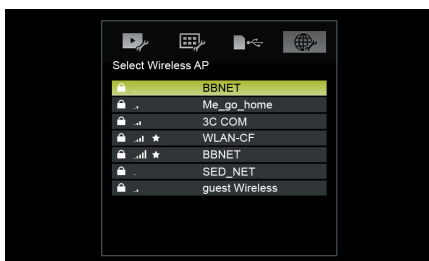 Select Wireless AP
BBNET
Me_go_home
3C COM
WLAN-CF
BBNET
SED_NET
guest Wireless